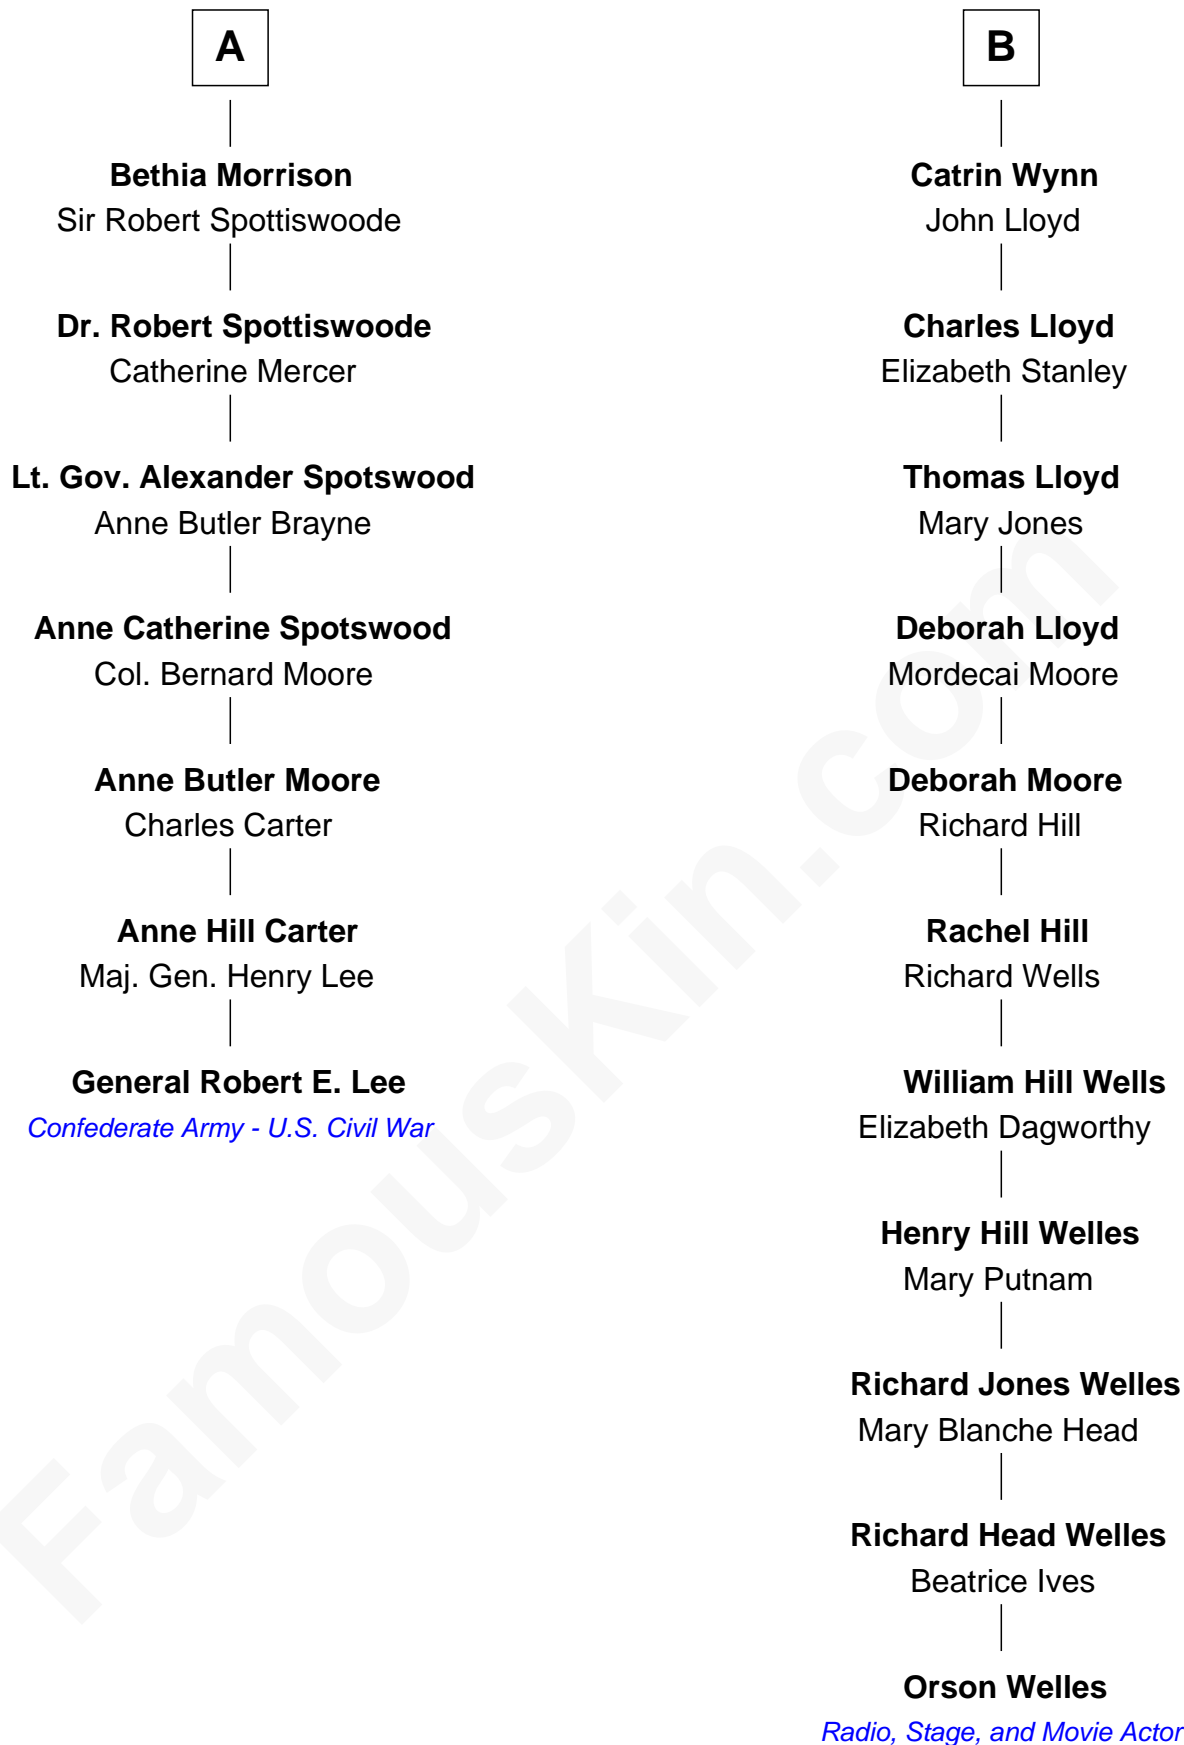 A
Bethia Morrison
Sir Robert Spottiswoode
Dr. Robert Spottiswoode
Catherine Mercer
Lt. Gov. Alexander Spotswood
Anne Butler Brayne
Anne Catherine Spotswood
Col. Bernard Moore
Anne Butler Moore
Charles Carter
Anne Hill Carter
Maj. Gen. Henry Lee
General Robert E. Lee
Confederate Army - U.S. Civil War
B
Catrin Wynn
John Lloyd
Charles Lloyd
Elizabeth Stanley
Thomas Lloyd
Mary Jones
Deborah Lloyd
Mordecai Moore
Deborah Moore
Richard Hill
Rachel Hill
Richard Wells
William Hill Wells
Elizabeth Dagworthy
Henry Hill Welles
Mary Putnam
Richard Jones Welles
Mary Blanche Head
Richard Head Welles
Beatrice Ives
Orson Welles
Radio, Stage, and Movie Actor
FamousKin.com